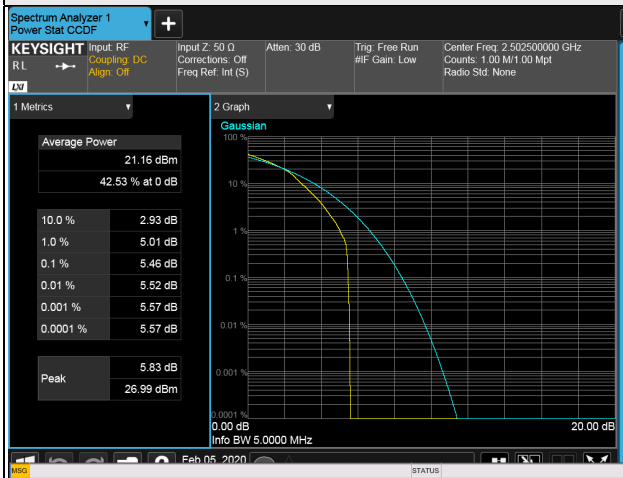 Spectrum Analyzer 1
Power Stat CCDF
+
KEYSIGHT
R L
LXI
Input: RF
Coupling: DC
Align: Off
Input Z: 50 Ω
Corrections: Off
Freq Ref: Int (S)
Atten: 30 dB
Trig: Free Run
#IF Gain: Low
Center Freq: 2.502500000 GHz
Counts: 1.00 M/1.00 Mpt
Radio Std: None
1 Metrics
Average Power
21.16 dBm
42.53 % at 0 dB
10.0 % 2.93 dB
1.0 % 5.01 dB
0.1 % 5.46 dB
0.01 % 5.52 dB
0.001 % 5.57 dB
0.0001 % 5.57 dB
Peak
5.83 dB
26.99 dBm
2 Graph
Gaussian
100 %
10 %
1 %
0.1 %
0.01 %
0.001 %
0.0001 %
0.00 dB 20.00 dB
Info BW 5.0000 MHz
Feb 05, 2020
MSG STATUS